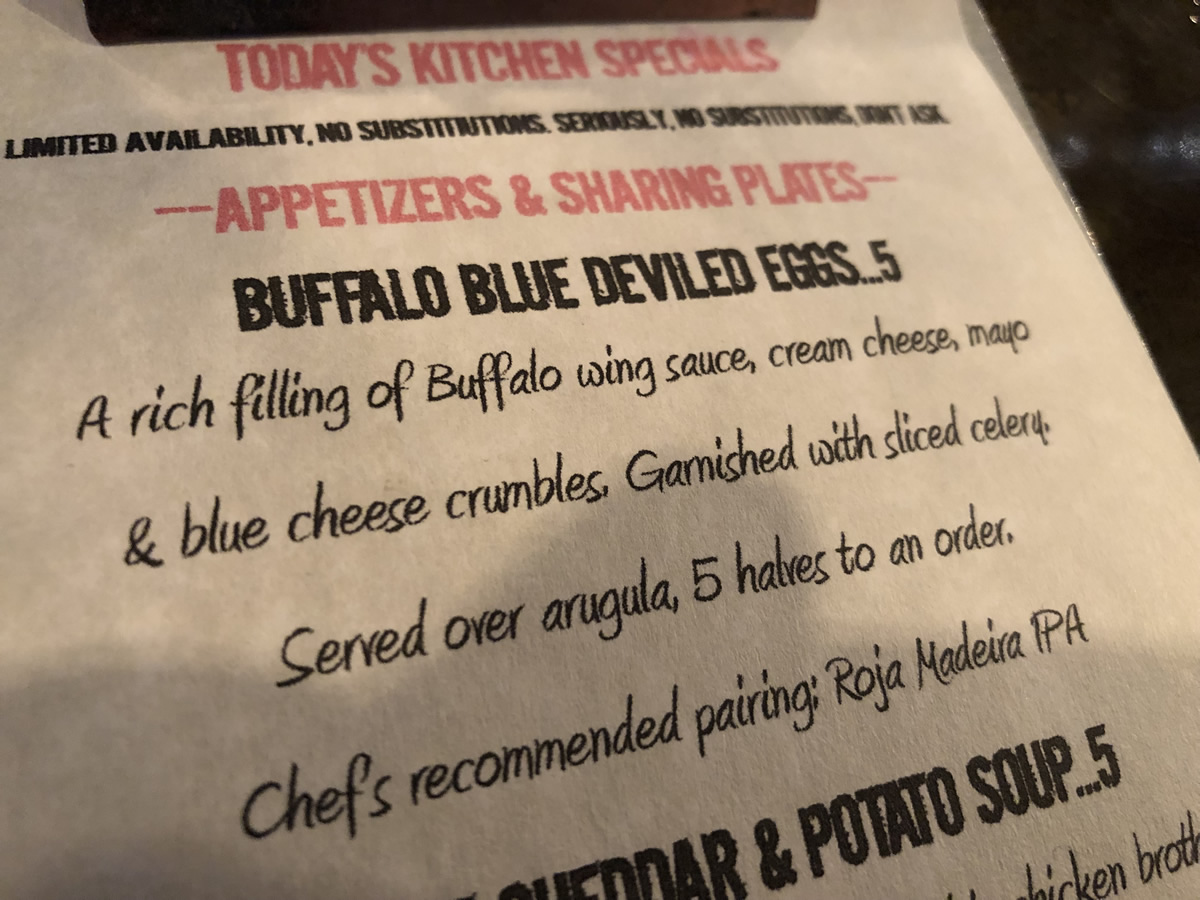 TODAY'S KITCHEN SPECIALS
LIMITED AVAILABILITY, NO SUBSTITUTIONS. SERIOUSLY, NO SUBSTITUTIONS, DON'T ASK.
—APPETIZERS & SHARING PLATES—
BUFFALO BLUE DEVILED EGGS...5
A rich filling of Buffalo wing sauce, cream cheese, mayo
& blue cheese crumbles. Garnished with sliced celery.
Served over arugula, 5 halves to an order.
Chef's recommended pairing: Roja Madeira IPA
CHEDDAR & POTATO SOUP...5
chicken broth